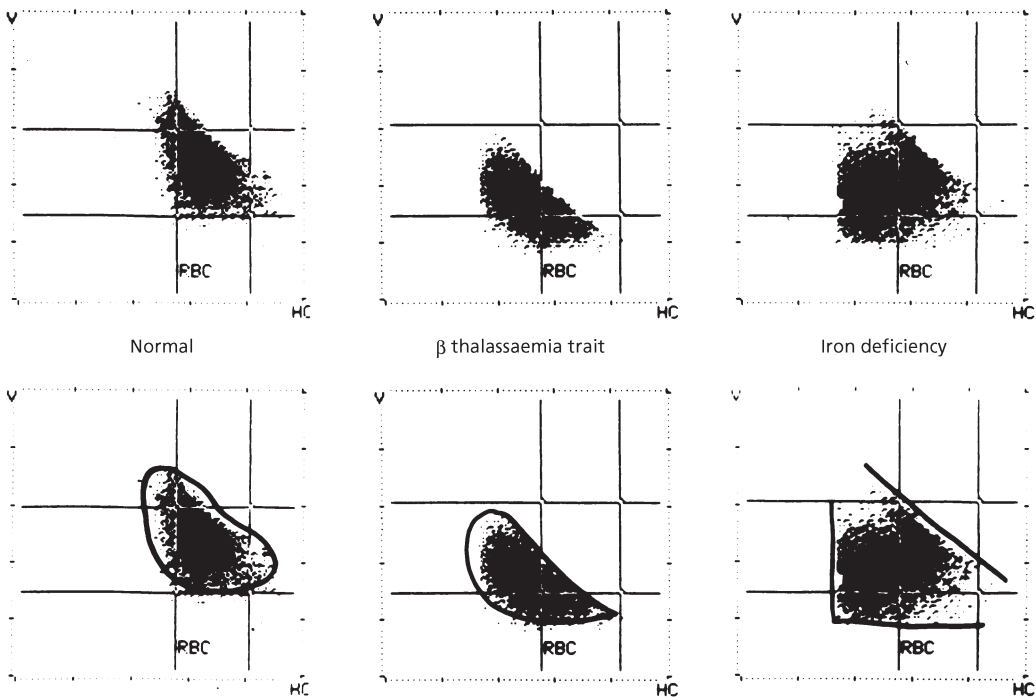 V V V
RBC RBC RBC
HC HC HC
Normal β thalassaemia trait Iron deficiency
V V V
RBC RBC RBC
HC HC HC